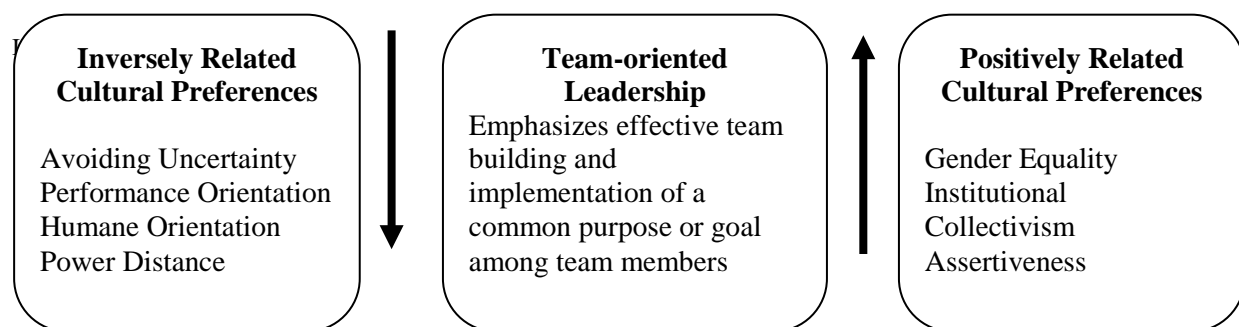 Inversely Related
Cultural Preferences
Avoiding Uncertainty
Performance Orientation
Humane Orientation
Power Distance
Team-oriented
Leadership
Emphasizes effective team
building and
implementation of a
common purpose or goal
among team members
Positively Related
Cultural Preferences
Gender Equality
Institutional
Collectivism
Assertiveness